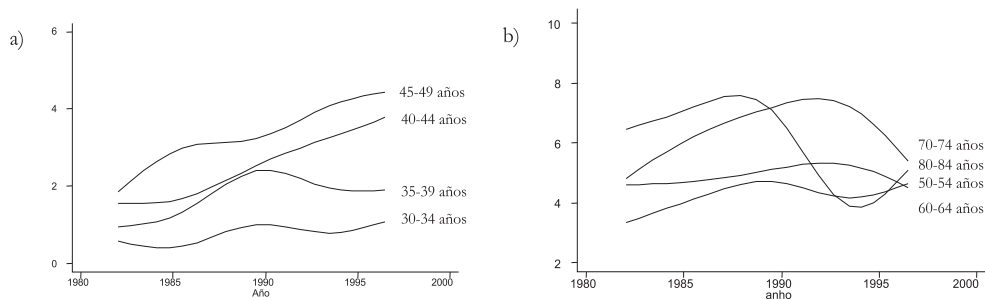 a)
6
4
2
0
45-49 años
40-44 años
35-39 años
30-34 años
1980 1985 1990 1995 2000
Año
b)
10
8
6
4
2
70-74 años
80-84 años
50-54 años
60-64 años
1980 1985 1990 1995 2000
anho